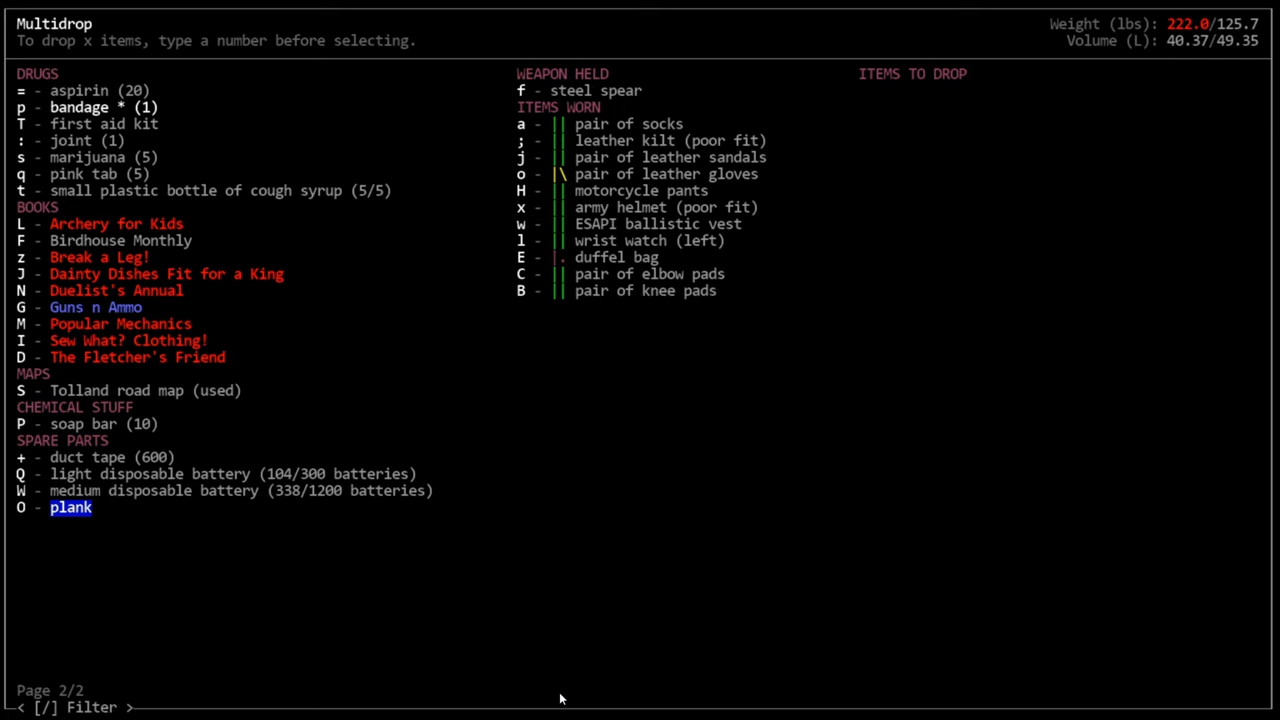 Multidrop
To drop x items, type a number before selecting.
Weight (lbs): 222.0/125.7
Volume (L): 40.37/49.35
DRUGS
= - aspirin (20)
p - bandage * (1)
T - first aid kit
: - joint (1)
s - marijuana (5)
q - pink tab (5)
t - small plastic bottle of cough syrup (5/5)
BOOKS
L - Archery for Kids
F - Birdhouse Monthly
z - Break a Leg!
J - Dainty Dishes Fit for a King
N - Duelist's Annual
G - Guns n Ammo
M - Popular Mechanics
I - Sew What? Clothing!
D - The Fletcher's Friend
MAPS
S - Tolland road map (used)
CHEMICAL STUFF
P - soap bar (10)
SPARE PARTS
+ - duct tape (600)
Q - light disposable battery (104/300 batteries)
W - medium disposable battery (338/1200 batteries)
O - plank
WEAPON HELD
f - steel spear
ITEMS WORN
a - || pair of socks
; - || leather kilt (poor fit)
j - || pair of leather sandals
o - |\ pair of leather gloves
H - || motorcycle pants
x - || army helmet (poor fit)
w - || ESAPI ballistic vest
l - || wrist watch (left)
E - |. duffel bag
C - || pair of elbow pads
B - || pair of knee pads
ITEMS TO DROP
Page 2/2
< [/] Filter >